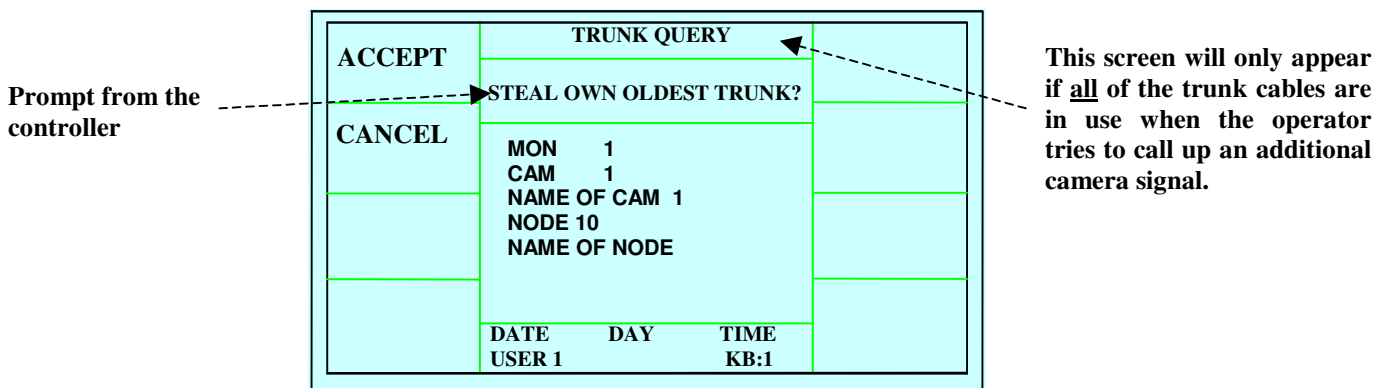 Prompt from the
controller
ACCEPT
CANCEL
TRUNK QUERY
STEAL OWN OLDEST TRUNK?
MON 1
CAM 1
NAME OF CAM 1
NODE 10
NAME OF NODE
DATE DAY TIME
USER 1 KB:1
This screen will only appear
if all of the trunk cables are
in use when the operator
tries to call up an additional
camera signal.